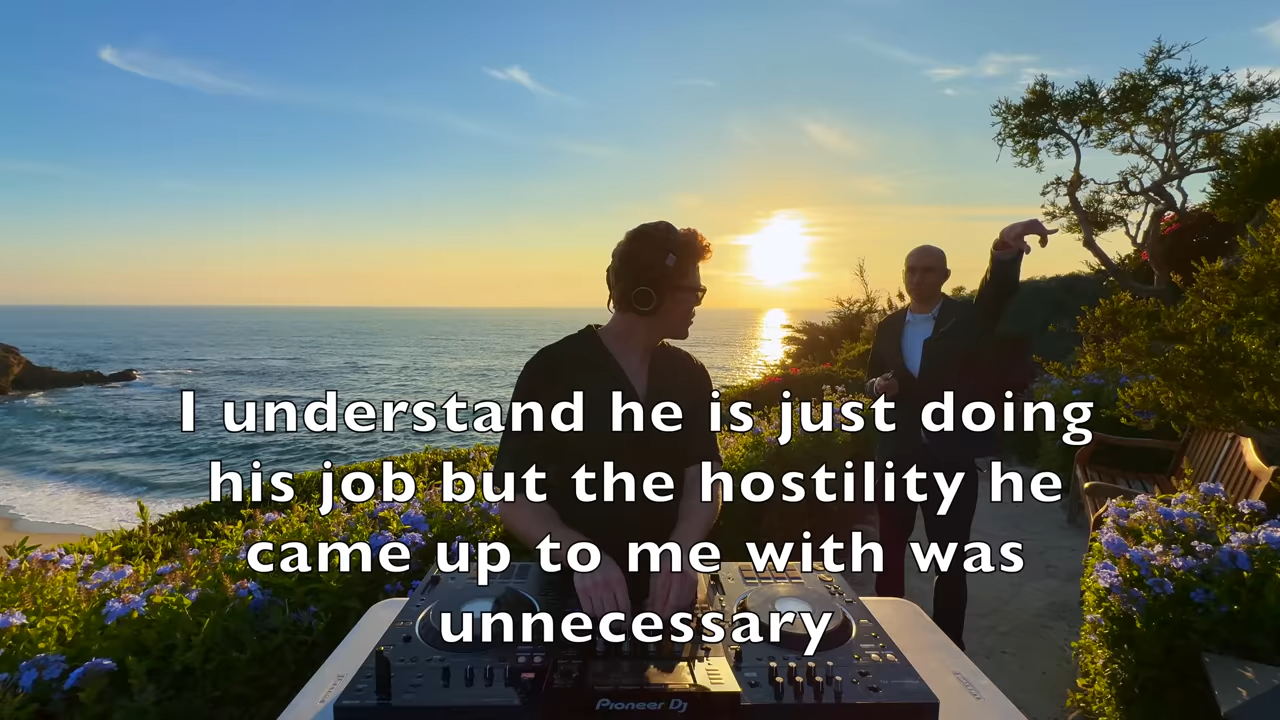 I understand he is just doing
his job but the hostility he
came up to me with was
unnecessary
Pioneer Dj